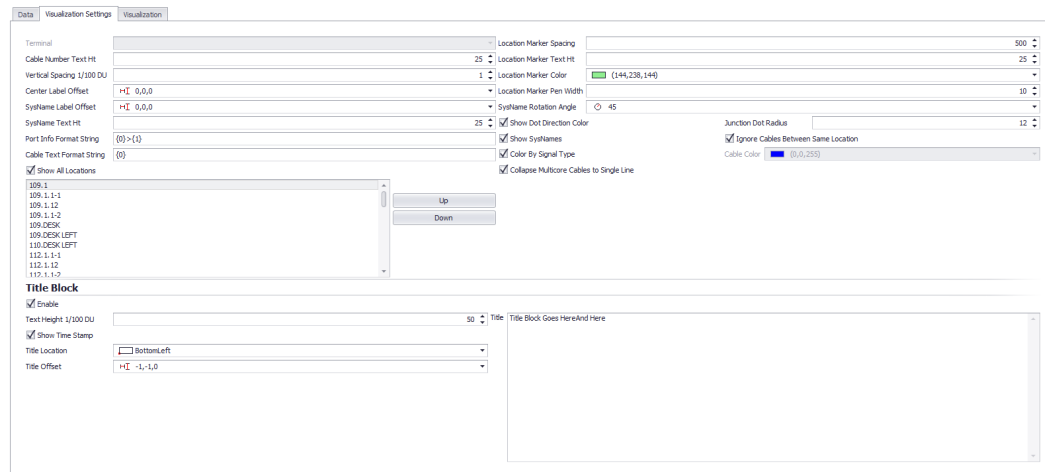 Data Visualization Settings Visualization
Terminal Location Marker Spacing 500
Cable Number Text Ht 25 Location Marker Text Ht 25
Vertical Spacing 1/100 DU 1 Location Marker Color (144,238,144)
Center Label Offset 0,0,0 Location Marker Pen Width 10
SysName Label Offset 0,0,0 SysName Rotation Angle 45
SysName Text Ht 25 Show Dot Direction Color Junction Dot Radius 12
Port Info Format String {0}>{1} Show SysNames Ignore Cables Between Same Location
Cable Text Format String {0} Color By Signal Type Cable Color (0,0,255)
Show All Locations Collapse Multicore Cables to Single Line
109.1
109.1.1-1
109.1.12
109.1.1-2
109.DESK
109.DESK LEFT
110.DESK LEFT
112.1.1-1
112.1.12
112.1.1-2
Up
Down
Title Block
Enable
Text Height 1/100 DU 50 Title Title Block Goes HereAnd Here
Show Time Stamp
Title Location BottomLeft
Title Offset -1,-1,0